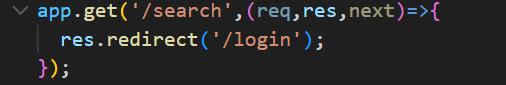 app.get('/search',(req,res,next)=>{
  res.redirect('/login');
});